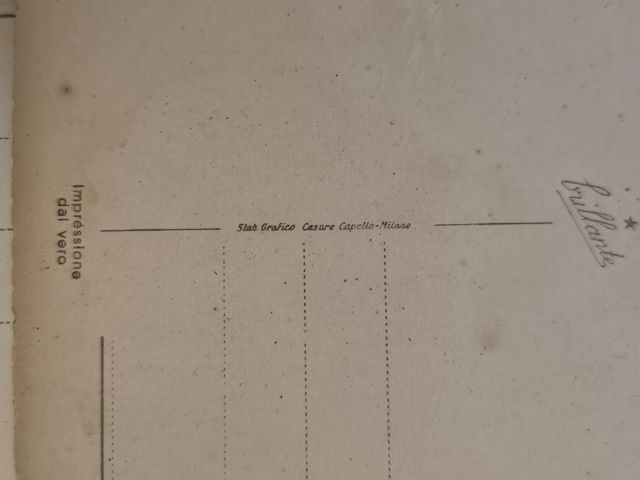 Impressione
dal vero
Stab. Grafico Cesare Capello - Milano
brillante